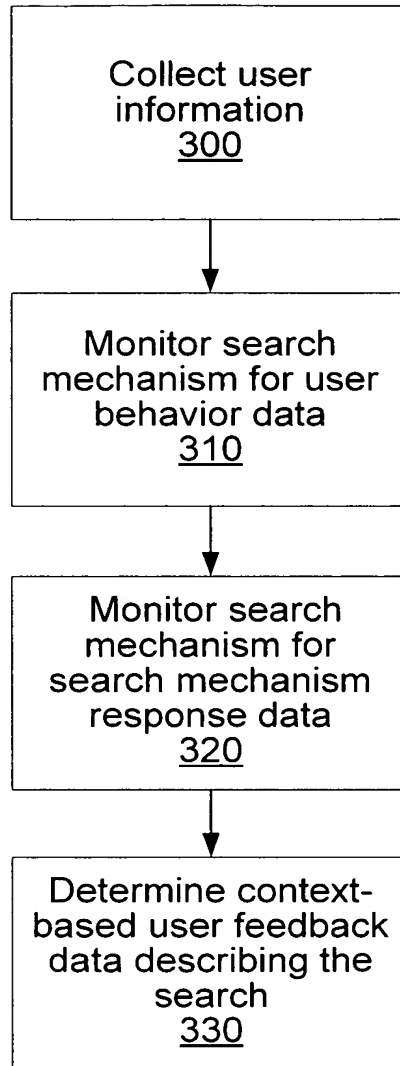 Collect user
information
300
Monitor search
mechanism for user
behavior data
310
Monitor search
mechanism for
search mechanism
response data
320
Determine context-
based user feedback
data describing the
search
330